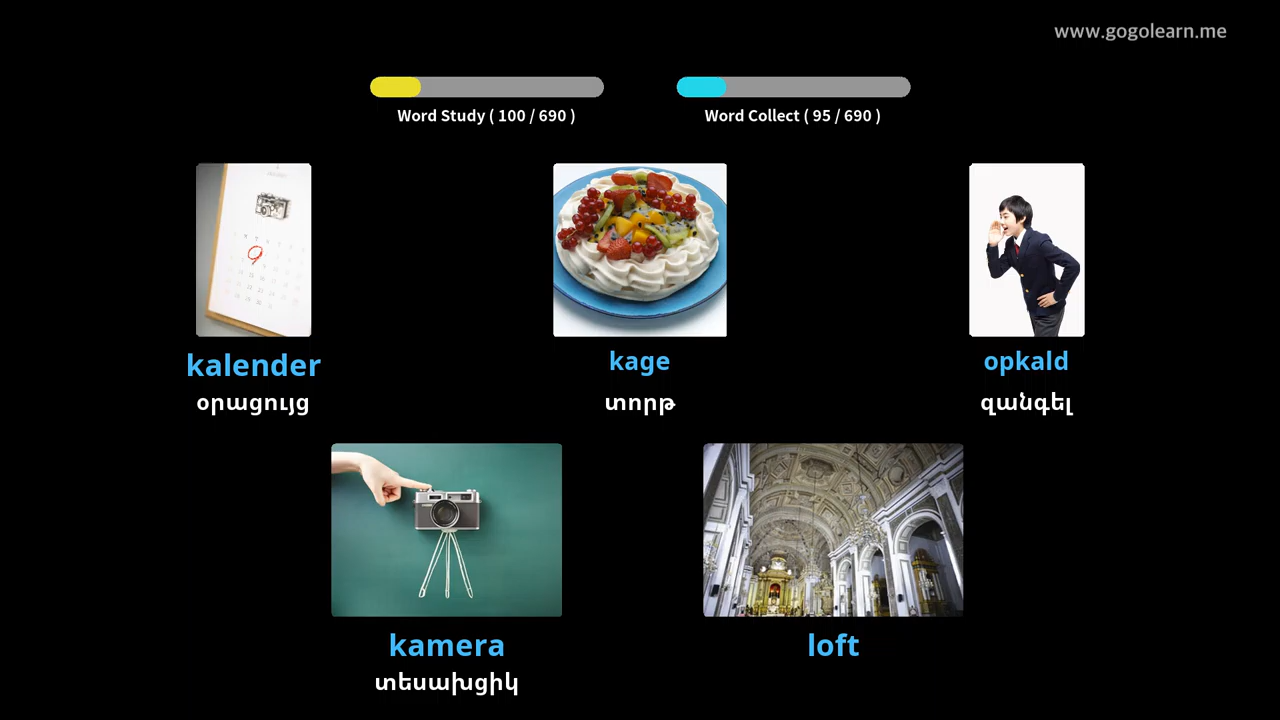 www.gogolearn.me
Word Study ( 100 / 690 )
Word Collect ( 95 / 690 )
kalender
օրացույց
kage
տորթ
opkald
զանգել
kamera
տեսախցիկ
loft